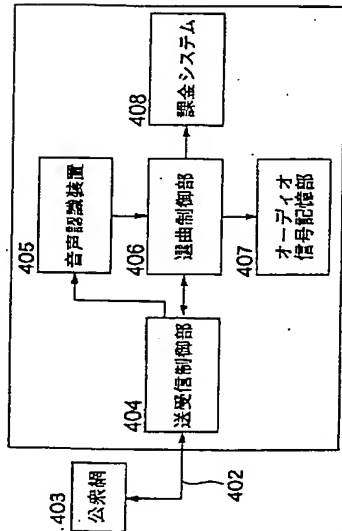 403
公衆網
402
404
送受信制御部
405
音声認識装置
406
選曲制御部
407
オーディオ
信号記憶部
408
課金システム